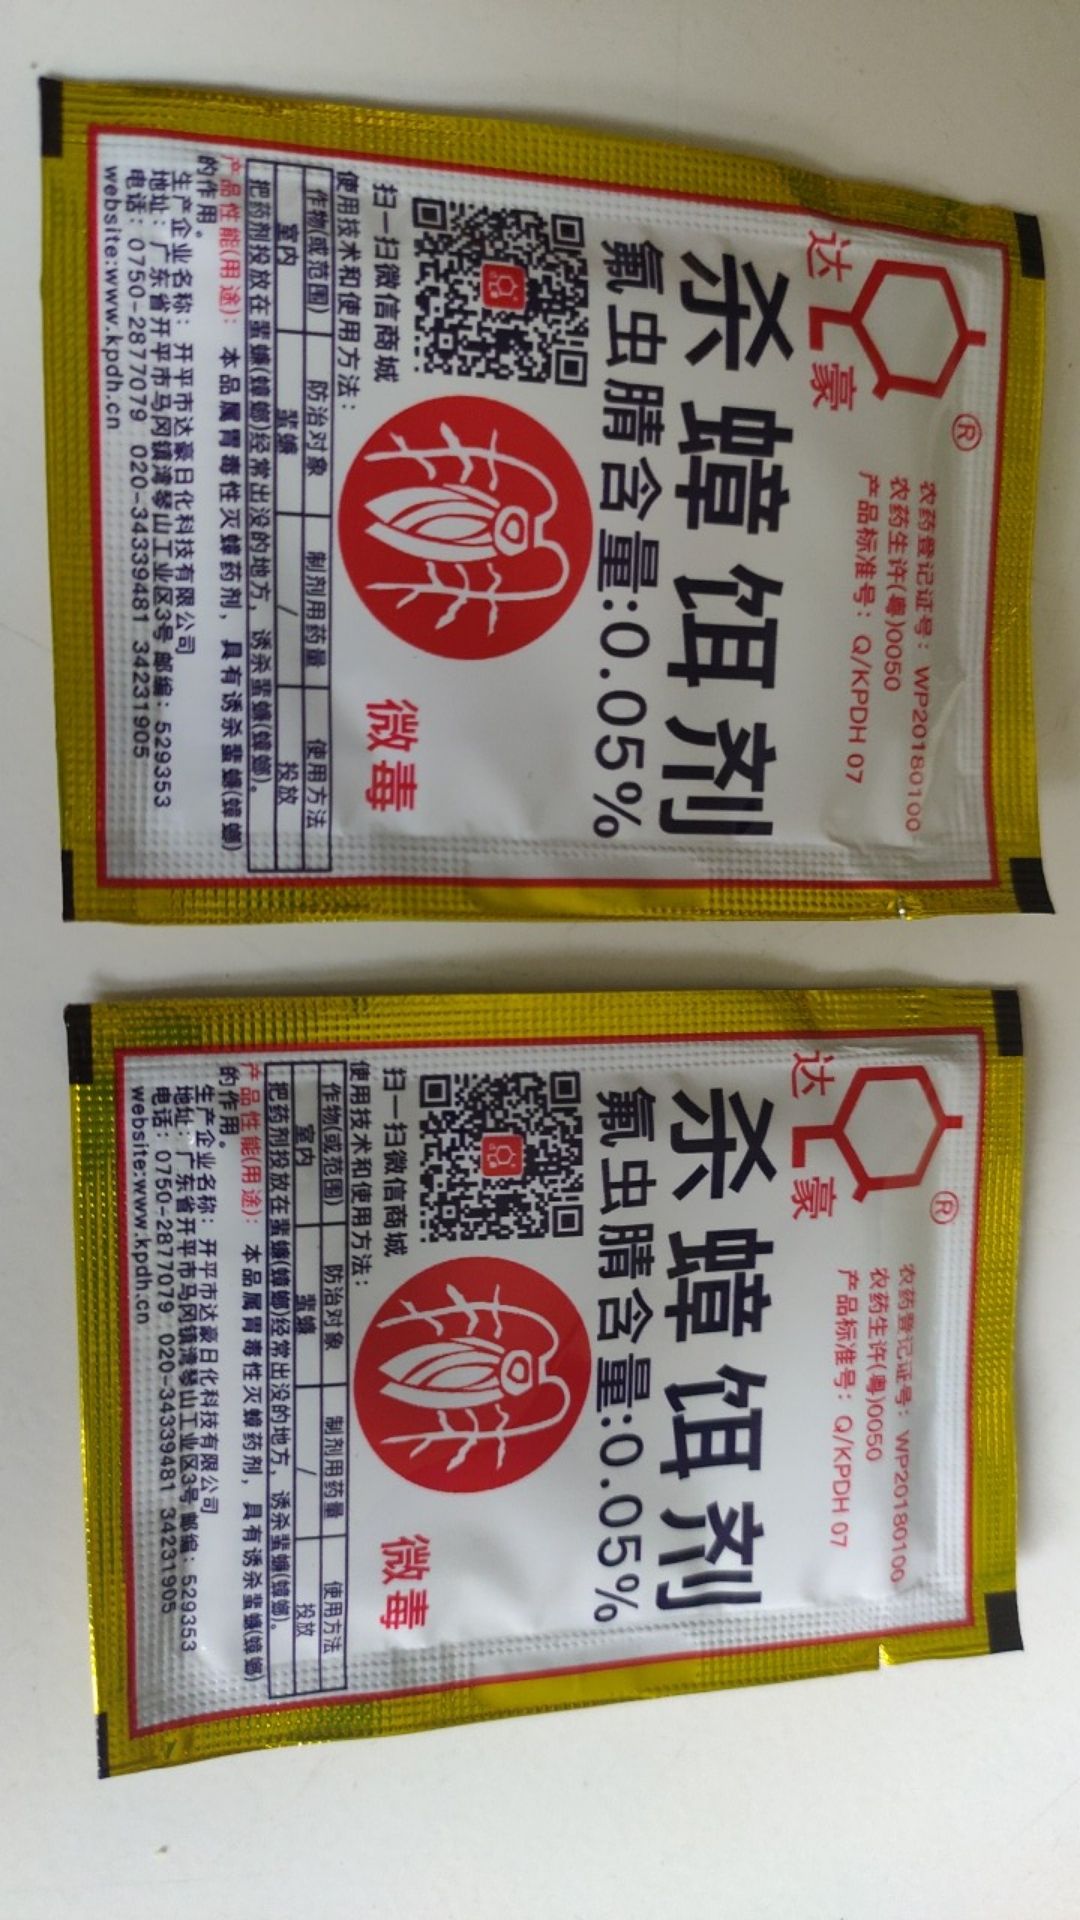 达豪
®
农药登记证号：WP20180100
农药生许(粤)0050
产品标准号：Q/KPDH 07
杀蟑饵剂
氟虫腈含量:0.05%
扫一扫微信商城
微毒
使用技术和使用方法：
作物(或范围) 防治对象 制剂用药量 使用方法
室内 蜚蠊 / 投放
把药剂投放在蜚蠊(蟑螂)经常出没的地方，诱杀蜚蠊(蟑螂)。
产品性能(用途)：本品属胃毒性灭蟑药剂，具有诱杀蜚蠊(蟑螂)
的作用。
生产企业名称：开平市达豪日化科技有限公司
地址：广东省开平市马冈镇湾琴山工业区3号 邮编：529353
电话：0750-2877079 020-34339481 34231905
website:www.kpdh.cn
达豪
®
农药登记证号：WP20180100
农药生许(粤)0050
产品标准号：Q/KPDH 07
杀蟑饵剂
氟虫腈含量:0.05%
扫一扫微信商城
微毒
使用技术和使用方法：
作物(或范围) 防治对象 制剂用药量 使用方法
室内 蜚蠊 / 投放
把药剂投放在蜚蠊(蟑螂)经常出没的地方，诱杀蜚蠊(蟑螂)。
产品性能(用途)：本品属胃毒性灭蟑药剂，具有诱杀蜚蠊(蟑螂)
的作用。
生产企业名称：开平市达豪日化科技有限公司
地址：广东省开平市马冈镇湾琴山工业区3号 邮编：529353
电话：0750-2877079 020-34339481 34231905
website:www.kpdh.cn